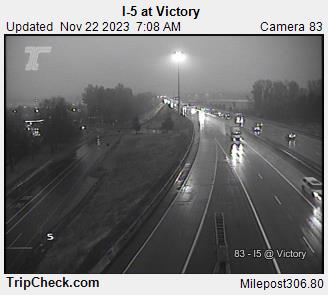 I-5 at Victory
Updated Nov 22 2023 7:08 AM Camera 83
TT
S
83 - I5 @ Victory
TripCheck.com Milepost306.80